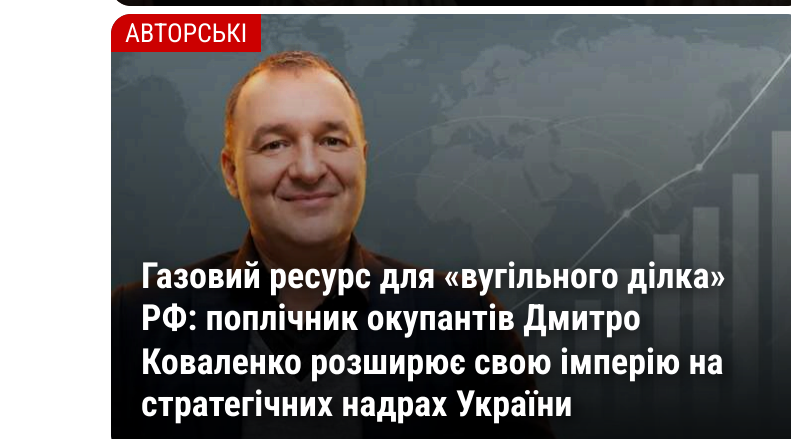 АВТОРСЬКІ
Газовий ресурс для «вугільного ділка»
РФ: поплічник окупантів Дмитро
Коваленко розширює свою імперію на
стратегічних надрах України